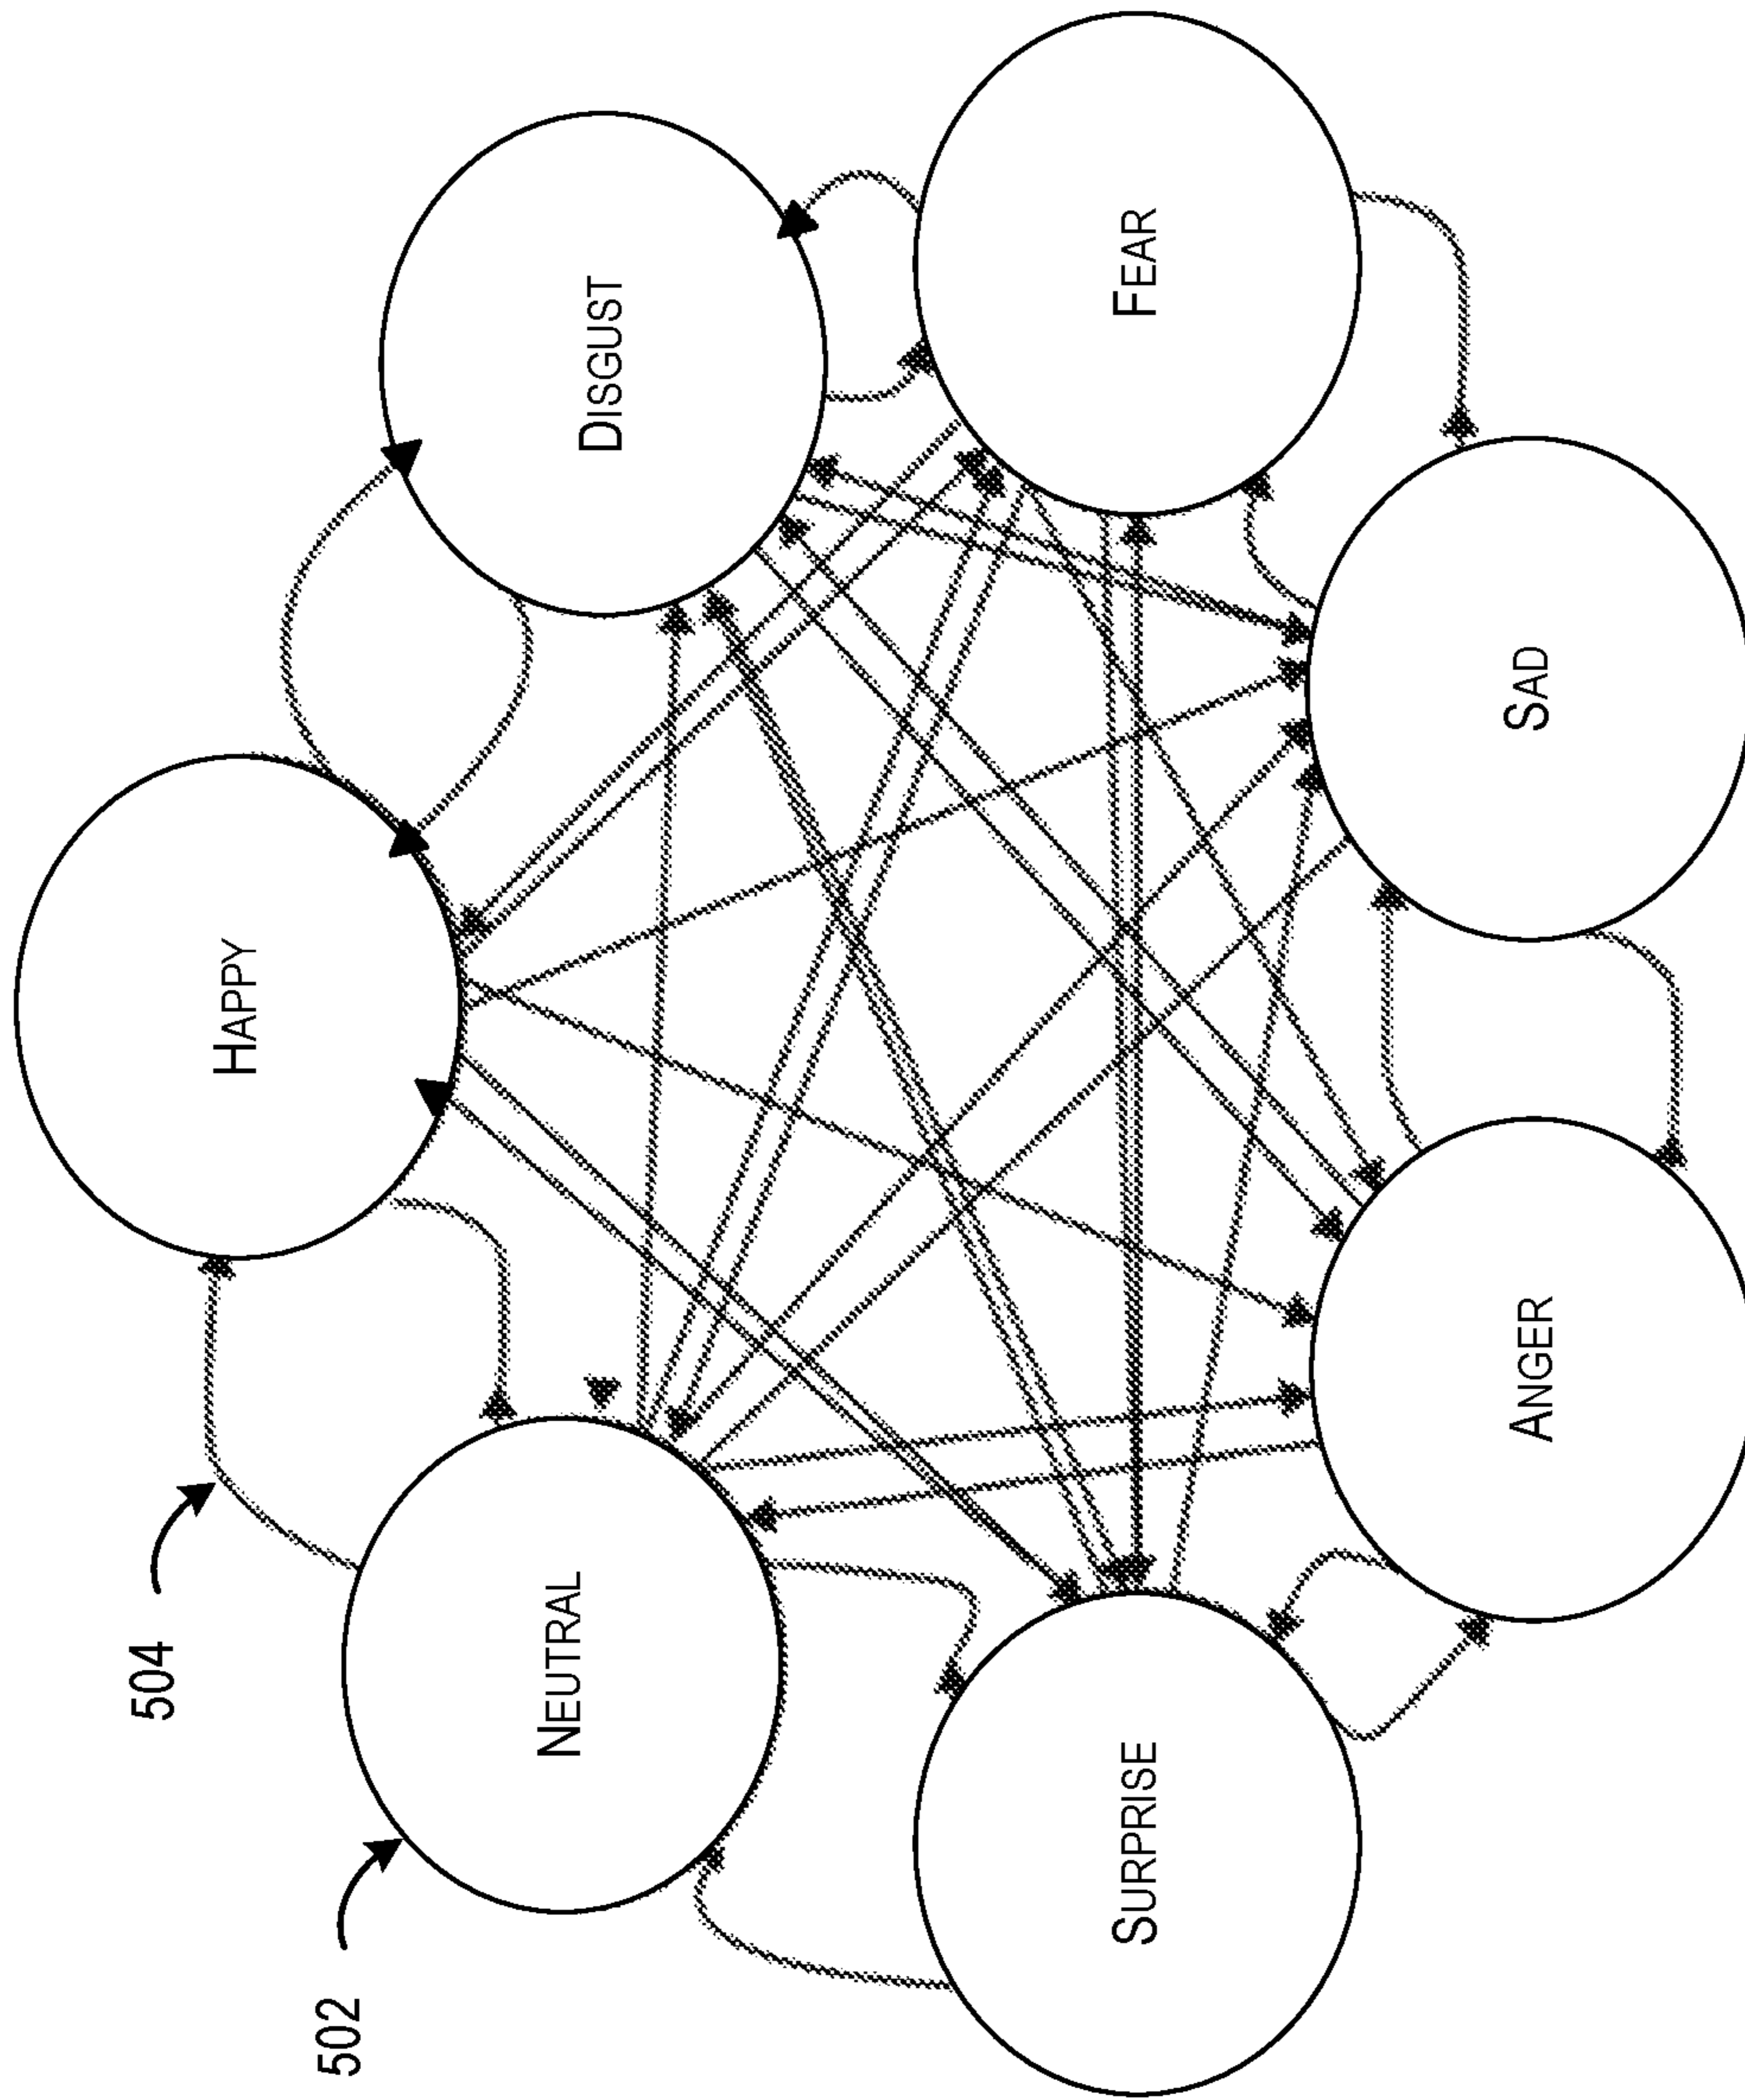 502
504
NEUTRAL
HAPPY
DISGUST
SURPRISE
FEAR
ANGER
SAD